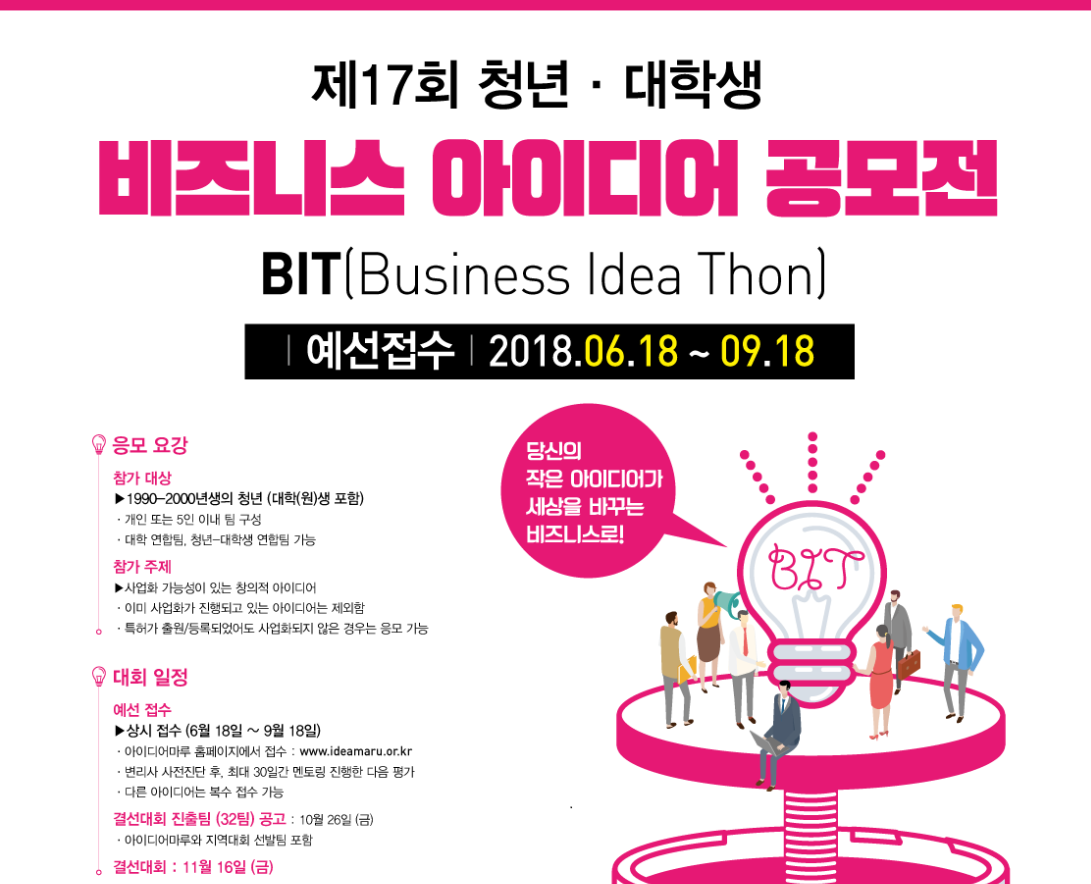 제17회 청년 · 대학생
비즈니스 아이디어 공모전
BIT(Business Idea Thon)
| 예선접수 | 2018.06.18 ~ 09.18
응모 요강
참가 대상
▶1990-2000년생의 청년 (대학(원)생 포함)
· 개인 또는 5인 이내 팀 구성
· 대학 연합팀, 청년-대학생 연합팀 가능
참가 주제
▶사업화 가능성이 있는 창의적 아이디어
· 이미 사업화가 진행되고 있는 아이디어는 제외함
· 특허가 출원/등록되었어도 사업화되지 않은 경우는 응모 가능
대회 일정
예선 접수
▶상시 접수 (6월 18일 ~ 9월 18일)
· 아이디어마루 홈페이지에서 접수 : www.ideamaru.or.kr
· 변리사 사전진단 후, 최대 30일간 멘토링 진행한 다음 평가
· 다른 아이디어는 복수 접수 가능
결선대회 진출팀 (32팀) 공고 : 10월 26일 (금)
· 아이디어마루와 지역대회 선발팀 포함
결선대회 : 11월 16일 (금)
당신의
작은 아이디어가
세상을 바꾸는
비즈니스로!
BIT